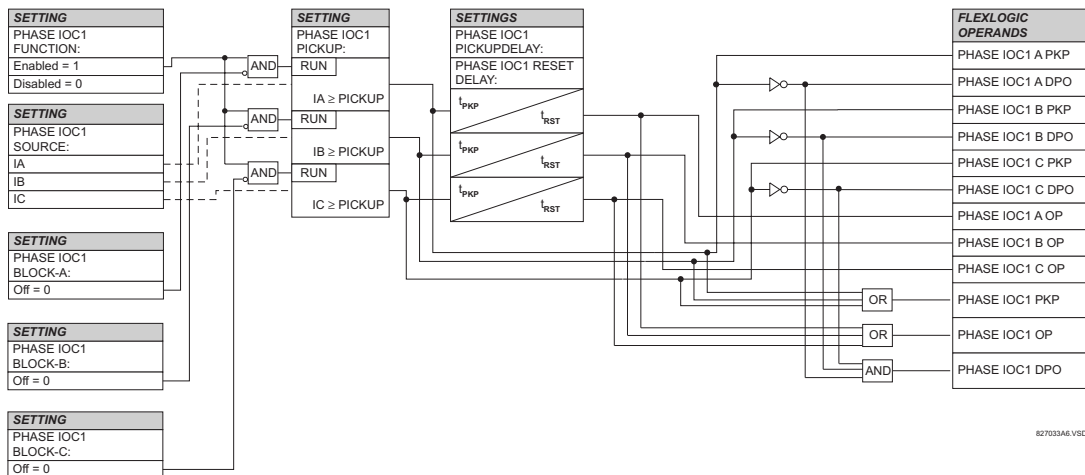 SETTING
PHASE IOC1
FUNCTION:
Enabled = 1
Disabled = 0
SETTING
PHASE IOC1
SOURCE:
IA
IB
IC
SETTING
PHASE IOC1
BLOCK-A:
Off = 0
SETTING
PHASE IOC1
BLOCK-B:
Off = 0
SETTING
PHASE IOC1
BLOCK-C:
Off = 0
AND
AND
AND
SETTING
PHASE IOC1
PICKUP:
RUN
IA ≥ PICKUP
RUN
IB ≥ PICKUP
RUN
IC ≥ PICKUP
SETTINGS
PHASE IOC1
PICKUPDELAY:
PHASE IOC1 RESET
DELAY:
tPKP
tRST
tPKP
tRST
tPKP
tRST
OR
OR
AND
FLEXLOGIC
OPERANDS
PHASE IOC1 A PKP
PHASE IOC1 A DPO
PHASE IOC1 B PKP
PHASE IOC1 B DPO
PHASE IOC1 C PKP
PHASE IOC1 C DPO
PHASE IOC1 A OP
PHASE IOC1 B OP
PHASE IOC1 C OP
PHASE IOC1 PKP
PHASE IOC1 OP
PHASE IOC1 DPO
827033A6.VSD